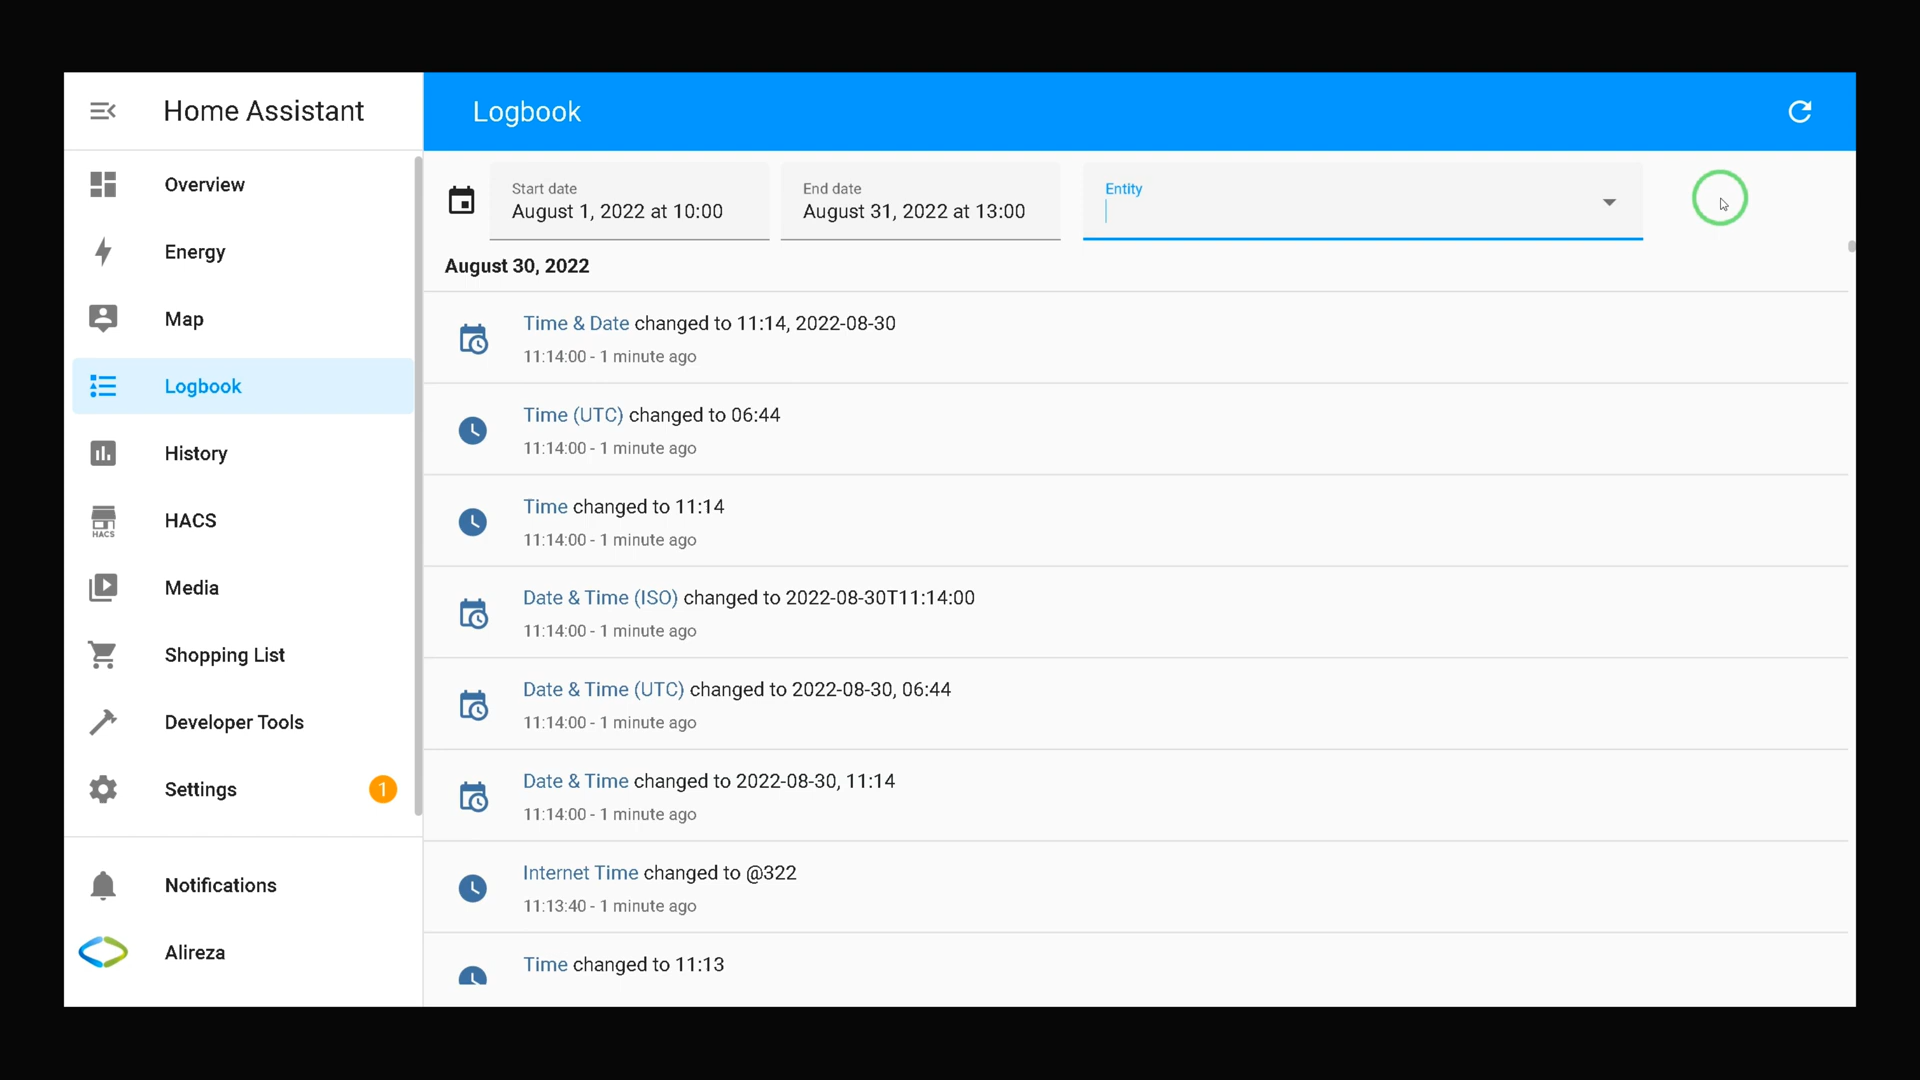 Home Assistant
Overview
Energy
Map
Logbook
History
HACS
HACS
Media
Shopping List
Developer Tools
Settings
1
Notifications
Alireza
Logbook
Start date
August 1, 2022 at 10:00
End date
August 31, 2022 at 13:00
Entity
August 30, 2022
Time & Date changed to 11:14, 2022-08-30
11:14:00 - 1 minute ago
Time (UTC) changed to 06:44
11:14:00 - 1 minute ago
Time changed to 11:14
11:14:00 - 1 minute ago
Date & Time (ISO) changed to 2022-08-30T11:14:00
11:14:00 - 1 minute ago
Date & Time (UTC) changed to 2022-08-30, 06:44
11:14:00 - 1 minute ago
Date & Time changed to 2022-08-30, 11:14
11:14:00 - 1 minute ago
Internet Time changed to @322
11:13:40 - 1 minute ago
Time changed to 11:13